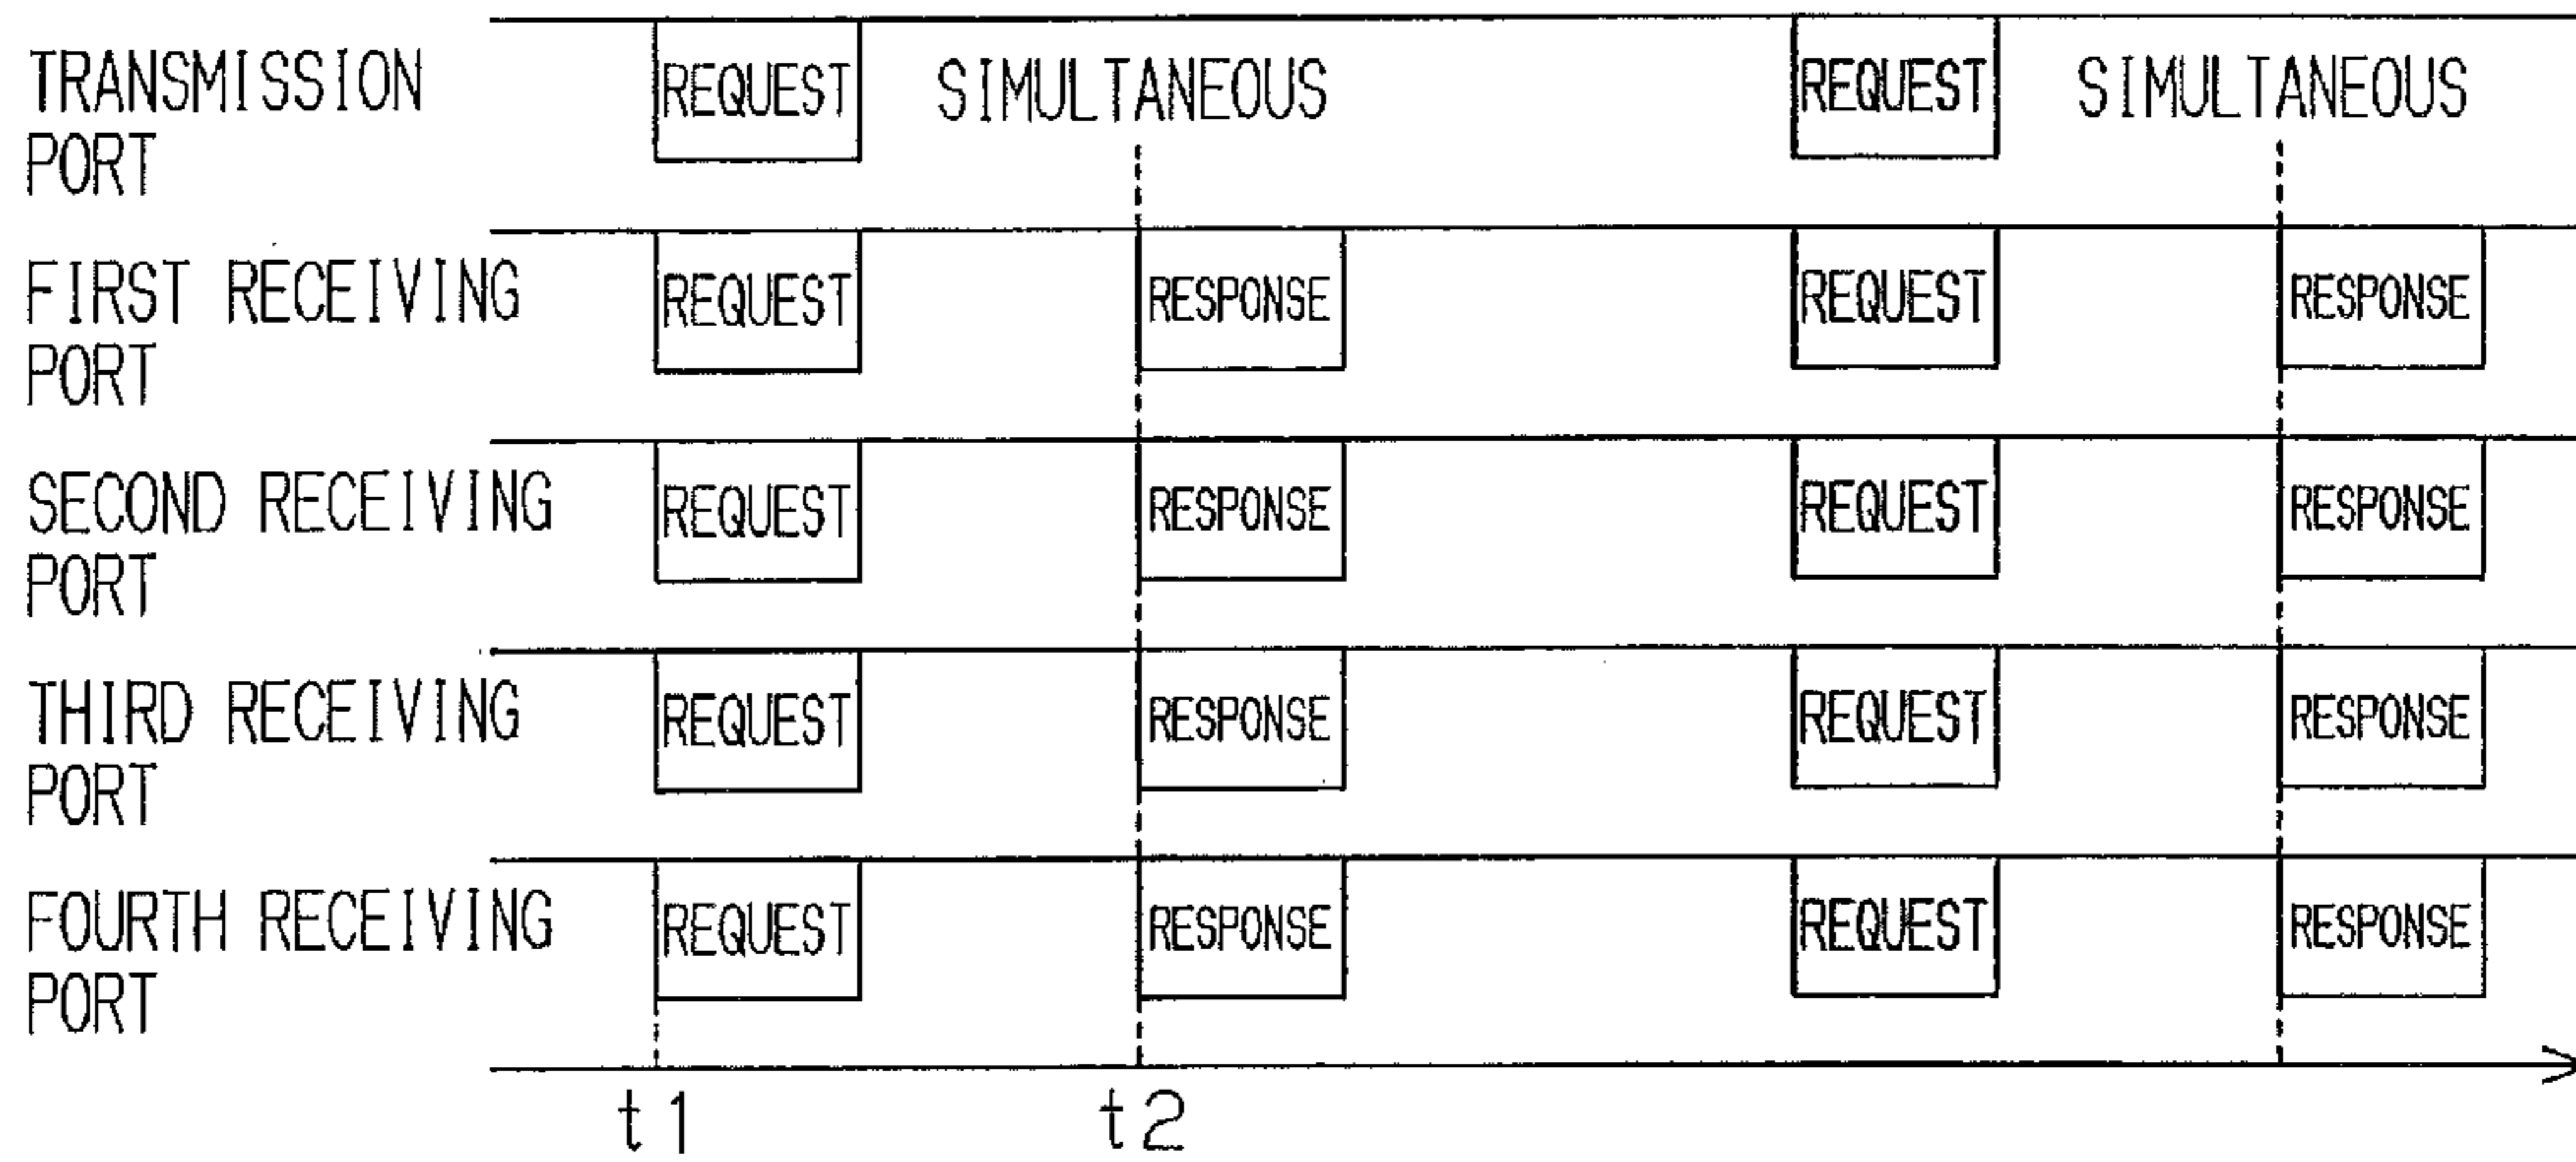 TRANSMISSION
PORT
REQUEST
SIMULTANEOUS
REQUEST
SIMULTANEOUS
FIRST RECEIVING
PORT
REQUEST
RESPONSE
REQUEST
RESPONSE
SECOND RECEIVING
PORT
REQUEST
RESPONSE
REQUEST
RESPONSE
THIRD RECEIVING
PORT
REQUEST
RESPONSE
REQUEST
RESPONSE
FOURTH RECEIVING
PORT
REQUEST
RESPONSE
REQUEST
RESPONSE
t1
t2